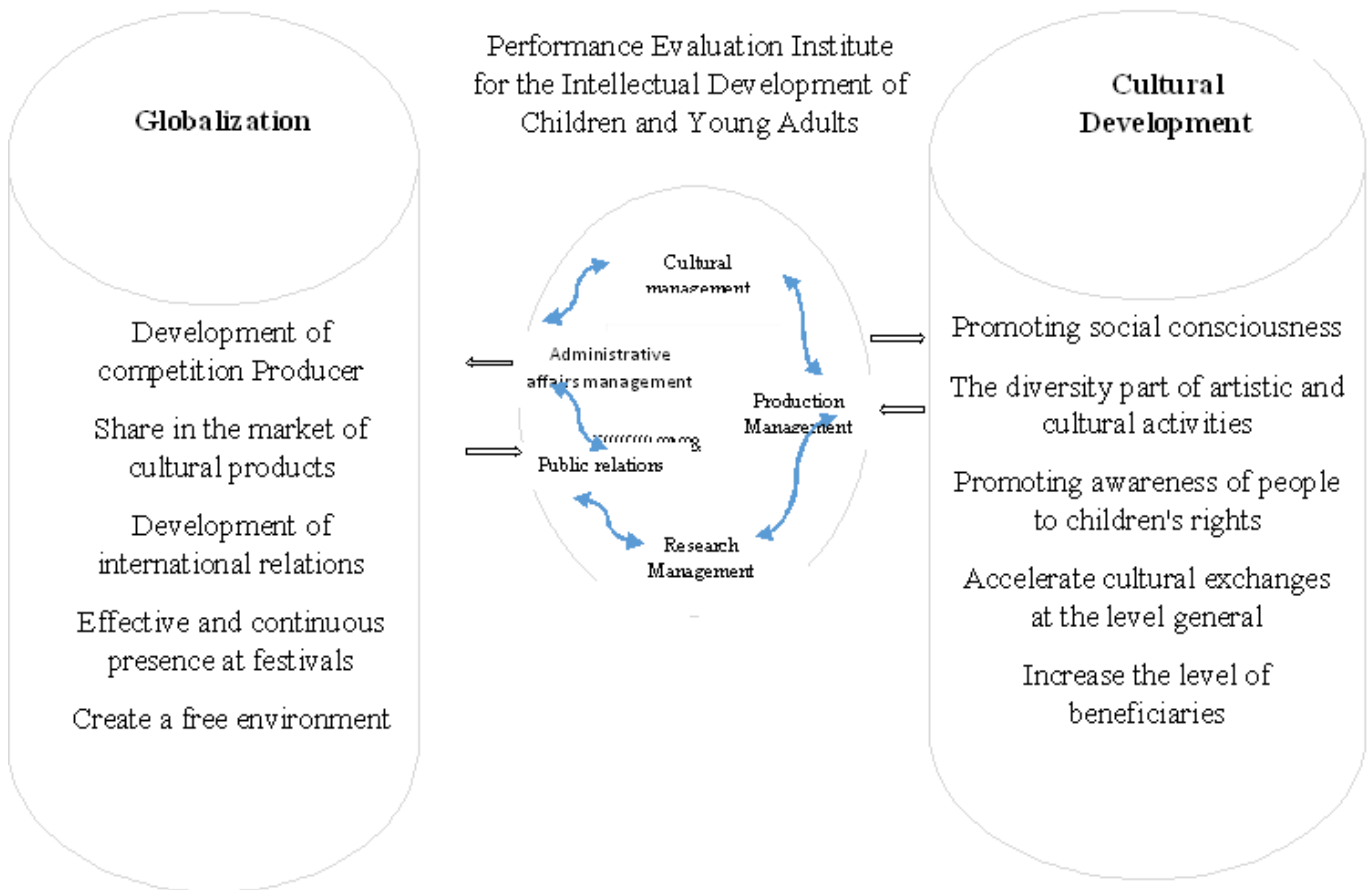 Performance Evaluation Institute
for the Intellectual Development of
Children and Young Adults
Globalization
Development of
competition Producer
Share in the market of
cultural products
Development of
international relations
Effective and continuous
presence at festivals
Create a free environment
Cultural
management
Administrative
affairs management
Production
Management
&
Public relations
Research
Management
Cultural
Development
Promoting social consciousness
The diversity part of artistic and
cultural activities
Promoting awareness of people
to children's rights
Accelerate cultural exchanges
at the level general
Increase the level of
beneficiaries